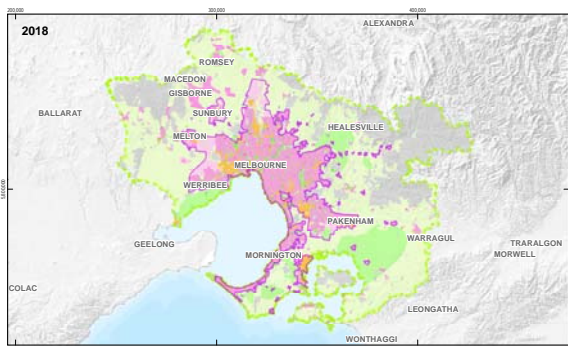 200,000 300,000 400,000
2018
ALEXANDRA
ROMSEY
MACEDON
GISBORNE
BALLARAT
SUNBURY
HEALESVILLE
MELTON
MELBOURNE
WERRIBEE
PAKENHAM
GEELONG
WARRAGUL
TRARALGON
MORNINGTON
MORWELL
COLAC
LEONGATHA
WONTHAGGI